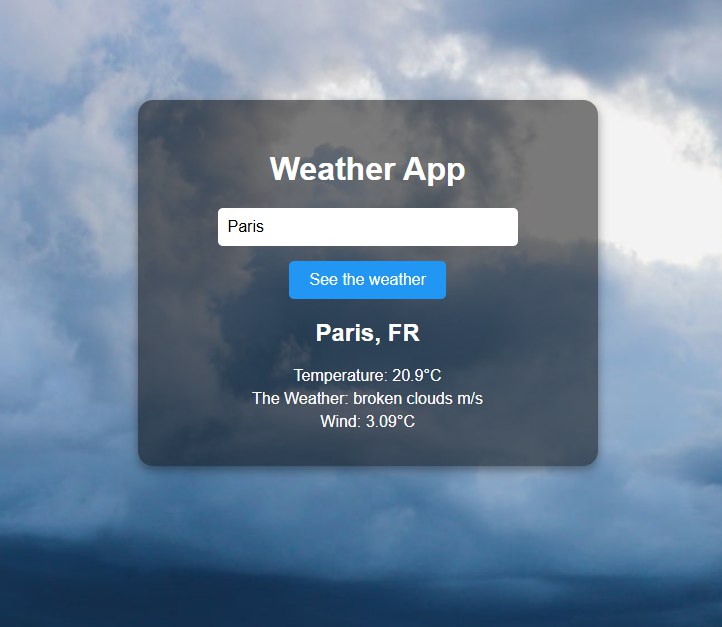 Weather App
Paris
See the weather
Paris, FR
Temperature: 20.9°C
The Weather: broken clouds m/s
Wind: 3.09°C